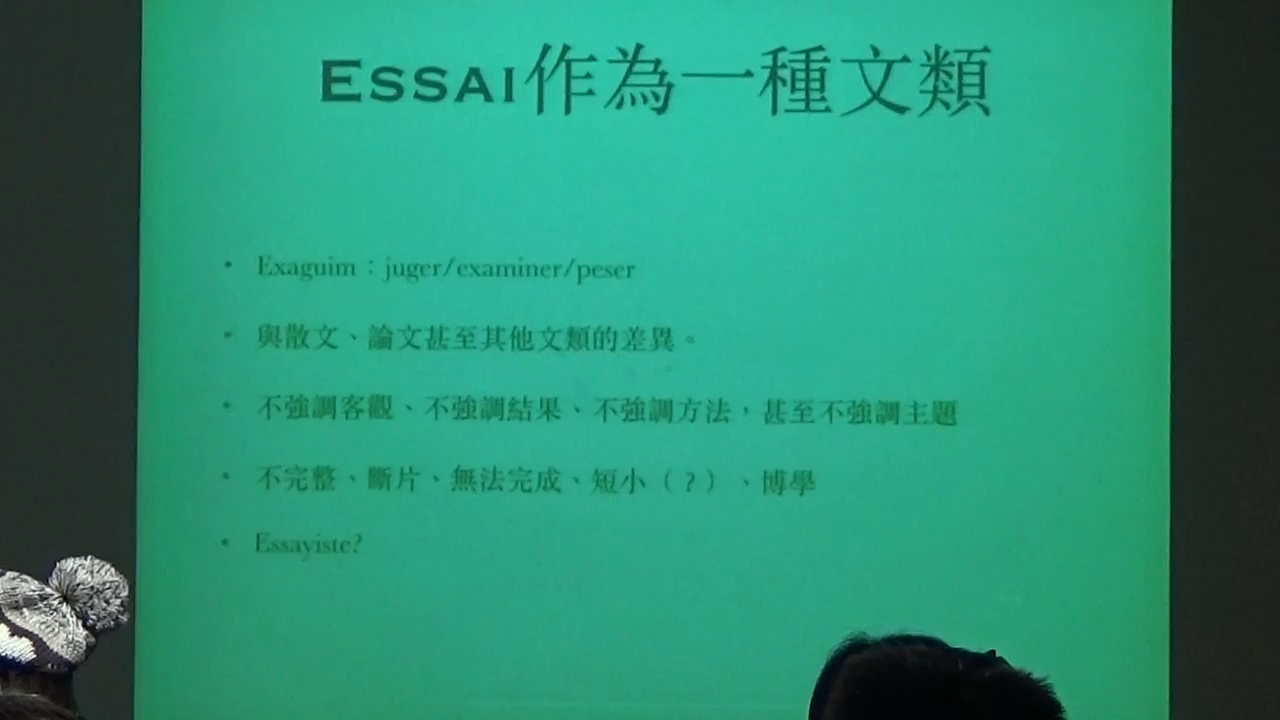 ESSAI作為一種文類
• Exaguim：juger/examiner/peser
• 與散文、論文甚至其他文類的差異。
• 不強調客觀、不強調結果、不強調方法，甚至不強調主題
• 不完整、斷片、無法完成、短小（？）、博學
• Essayiste?